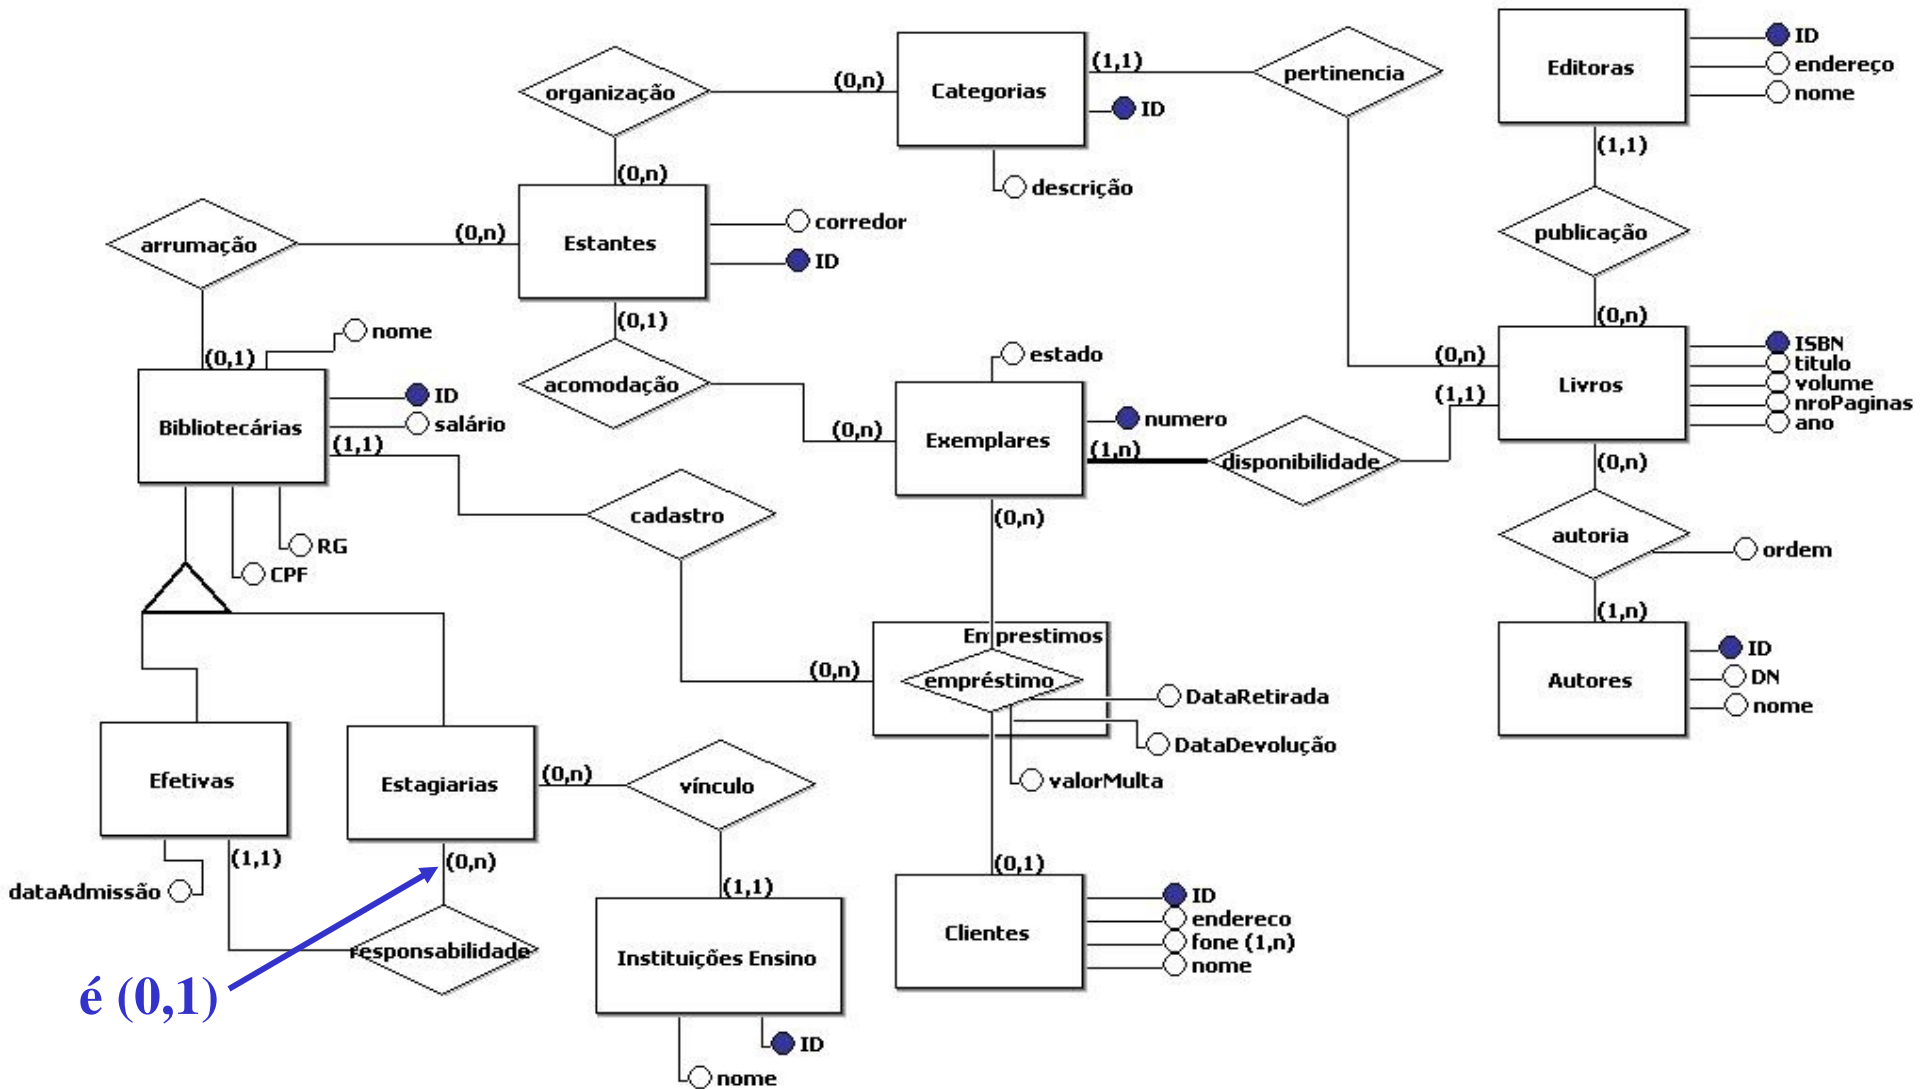 Editoras
ID
endereço
nome
(1,1)
pertinencia
Categorias
(0,n)
organização
ID
descrição
(1,1)
publicação
(0,n)
(0,n)
arrumação
(0,n)
Estantes
corredor
ID
(0,1)
(0,1)
nome
acomodação
estado
(0,n)
Livros
ISBN
titulo
volume
nroPaginas
ano
(1,1)
Bibliotecárias
ID
salário
(1,1)
(0,n)
Exemplares
numero
(1,n)
disponibilidade
(0,n)
(0,n)
cadastro
RG
CPF
autoria
ordem
(1,n)
Autores
ID
DN
nome
Emprestimos
empréstimo
(0,n)
DataRetirada
DataDevolução
valorMulta
Efetivas
Estagiarias
(0,n)
vínculo
(1,1)
(0,n)
dataAdmissão
responsabilidade
(1,1)
Instituições Ensino
ID
nome
(0,1)
Clientes
ID
endereco
fone (1,n)
nome
é (0,1)